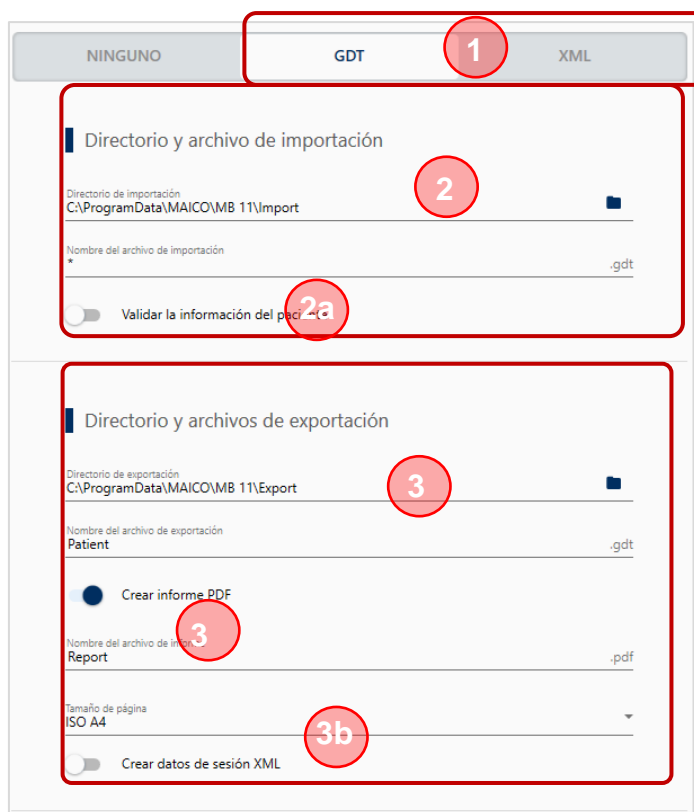 NINGUNO GDT 1 XML
Directorio y archivo de importación
2
Directorio de importación
C:\ProgramData\MAICO\MB 11\Import
Nombre del archivo de importación
* .gdt
Validar la información del paciente
2a
Directorio y archivos de exportación
Directorio de exportación
C:\ProgramData\MAICO\MB 11\Export
3
Nombre del archivo de exportación
Patient .gdt
Crear informe PDF
3
Nombre del archivo de informe
Report .pdf
Tamaño de página
ISO A4
3b
Crear datos de sesión XML